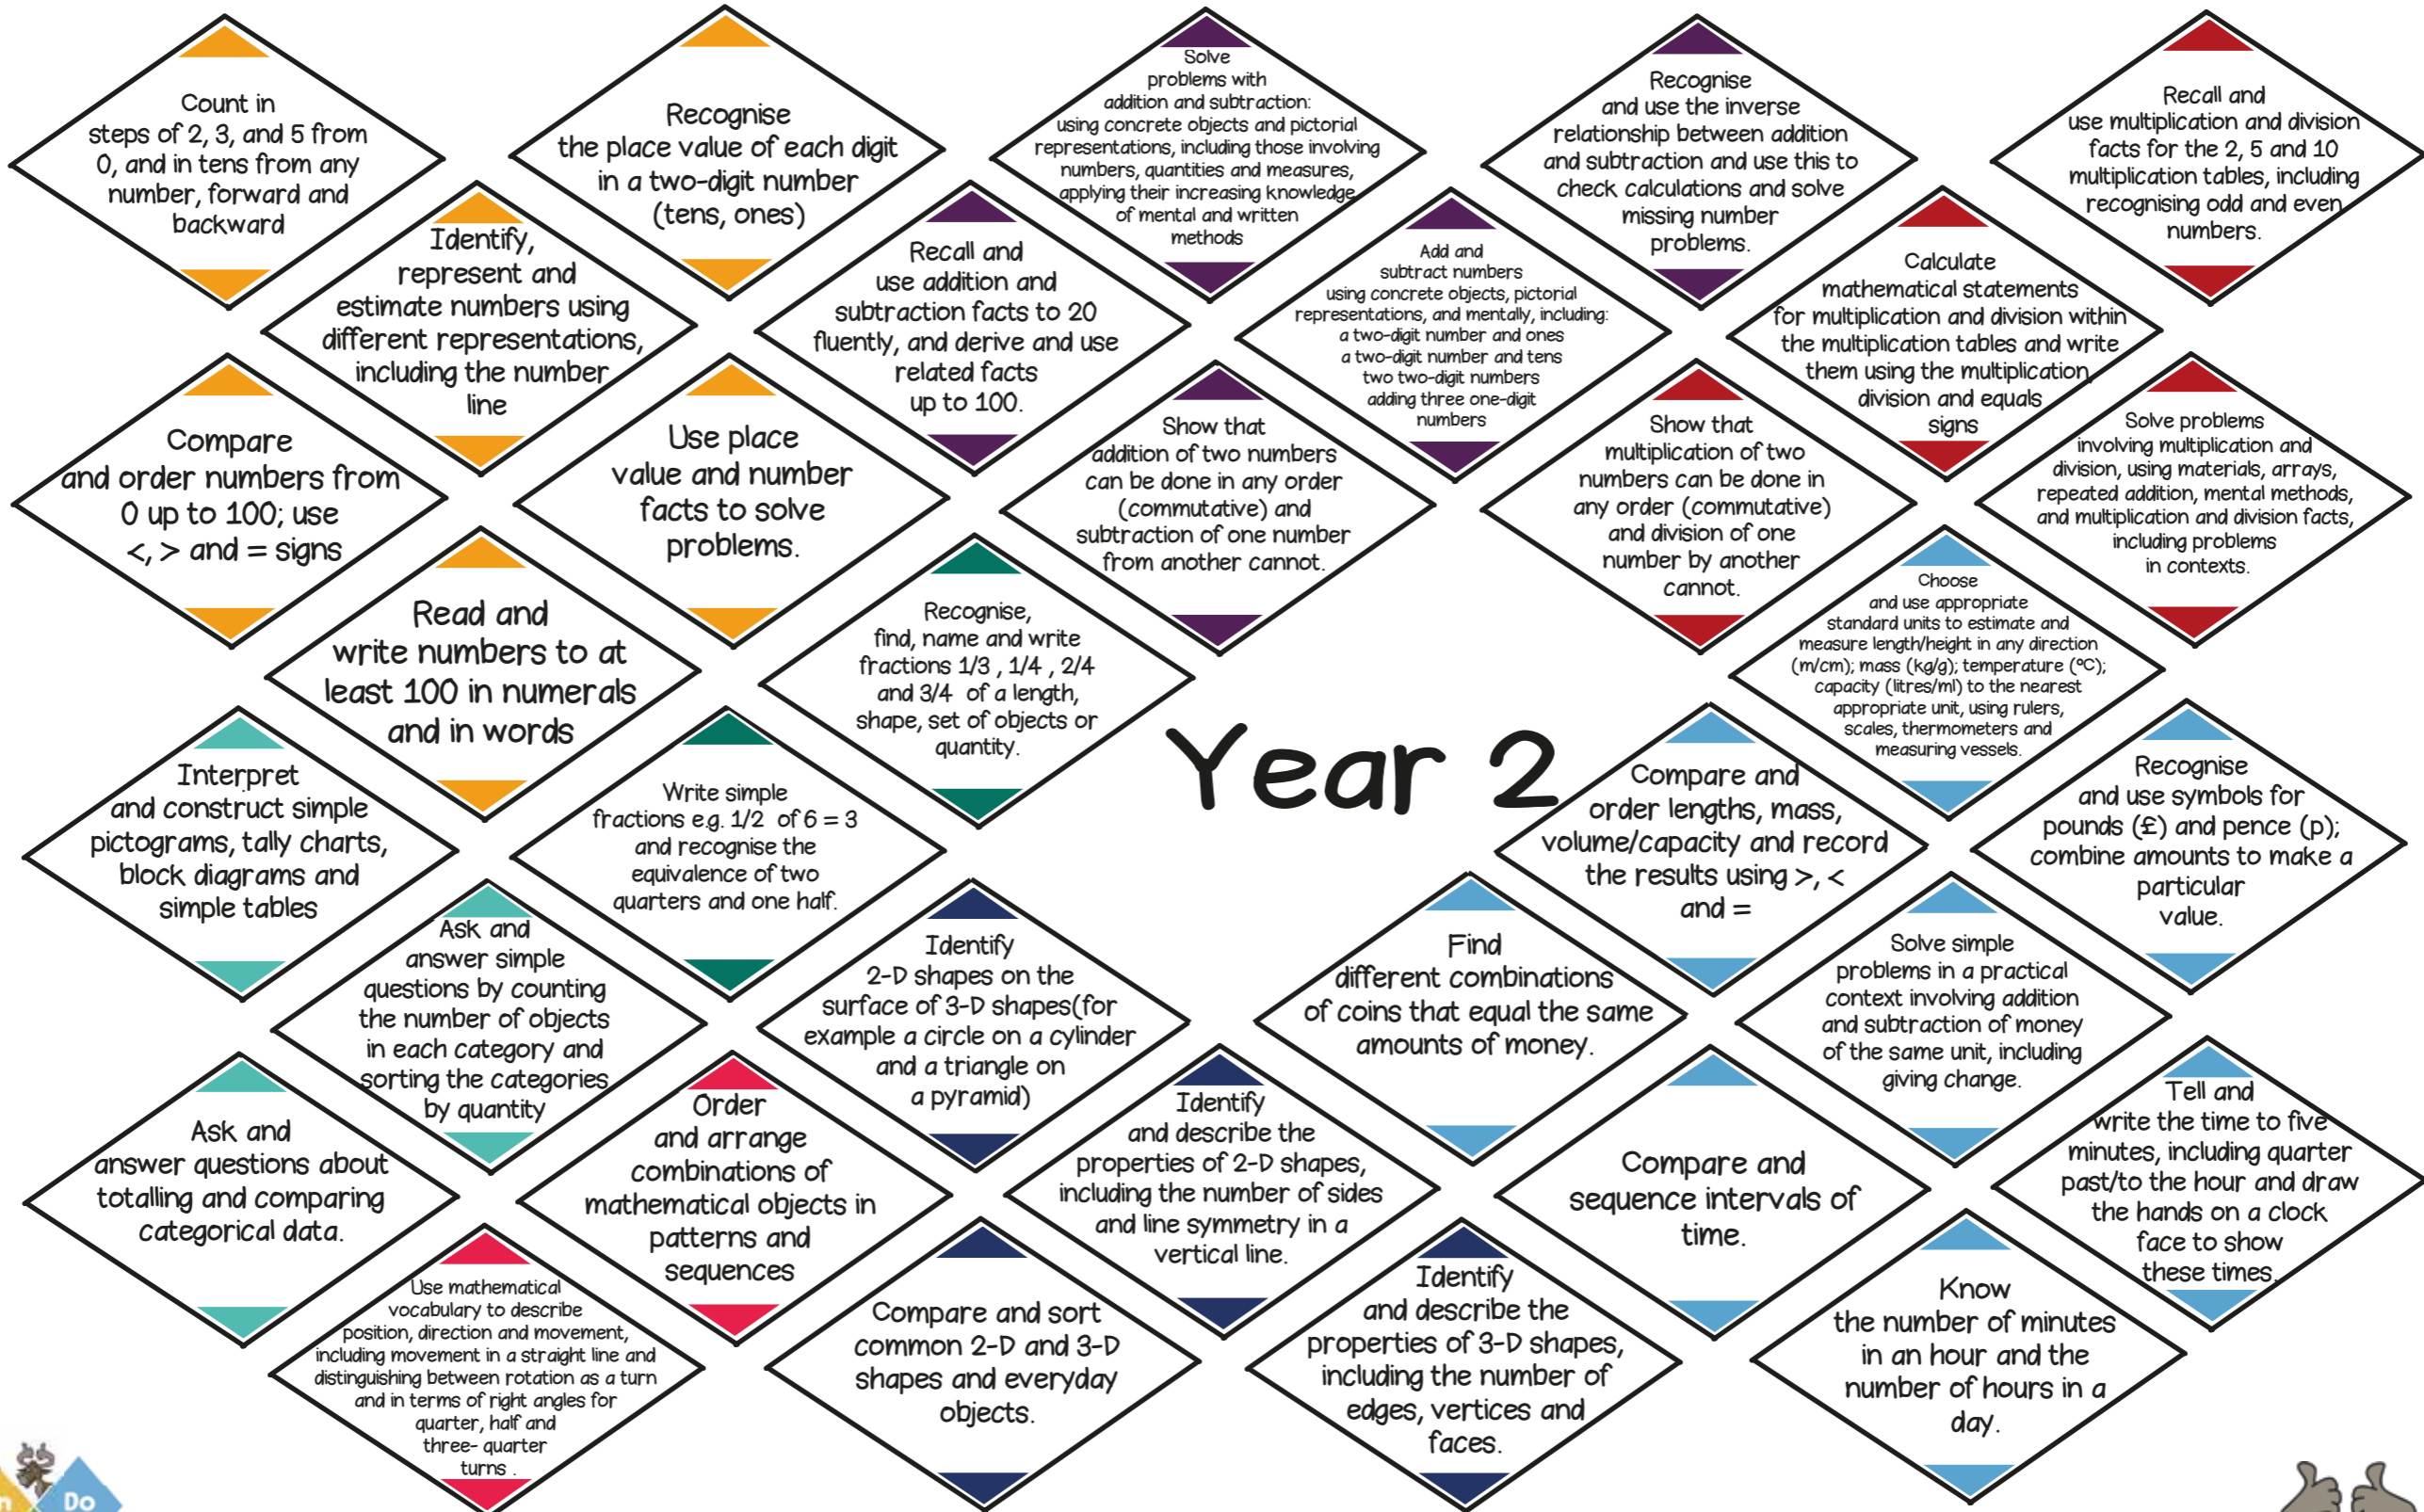 Count in
steps of 2, 3, and 5 from
0, and in tens from any
number, forward and
backward
Recognise
the place value of each digit
in a two-digit number
(tens, ones)
Solve
problems with
addition and subtraction:
using concrete objects and pictorial
representations, including those involving
numbers, quantities and measures,
applying their increasing knowledge
of mental and written
methods
Recognise
and use the inverse
relationship between addition
and subtraction and use this to
check calculations and solve
missing number
problems.
Recall and
use multiplication and division
facts for the 2, 5 and 10
multiplication tables, including
recognising odd and even
numbers.
Identify,
represent and
estimate numbers using
different representations,
including the number
line
Recall and
use addition and
subtraction facts to 20
fluently, and derive and use
related facts
up to 100.
Add and
subtract numbers
using concrete objects, pictorial
representations, and mentally, including:
a two-digit number and ones
a two-digit number and tens
two two-digit numbers
adding three one-digit
numbers
Calculate
mathematical statements
for multiplication and division within
the multiplication tables and write
them using the multiplication,
division and equals
signs
Compare
and order numbers from
0 up to 100; use
<, > and = signs
Use place
value and number
facts to solve
problems.
Show that
addition of two numbers
can be done in any order
(commutative) and
subtraction of one number
from another cannot.
Show that
multiplication of two
numbers can be done in
any order (commutative)
and division of one
number by another
cannot.
Solve problems
involving multiplication and
division, using materials, arrays,
repeated addition, mental methods,
and multiplication and division facts,
including problems
in contexts.
Read and
write numbers to at
least 100 in numerals
and in words
Recognise,
find, name and write
fractions 1/3 , 1/4 , 2/4
and 3/4 of a length,
shape, set of objects or
quantity.
Choose
and use appropriate
standard units to estimate and
measure length/height in any direction
(m/cm); mass (kg/g); temperature (°C);
capacity (litres/ml) to the nearest
appropriate unit, using rulers,
scales, thermometers and
measuring vessels.
Year 2
Interpret
and construct simple
pictograms, tally charts,
block diagrams and
simple tables
Write simple
fractions e.g. 1/2 of 6 = 3
and recognise the
equivalence of two
quarters and one half.
Compare and
order lengths, mass,
volume/capacity and record
the results using >, <
and =
Recognise
and use symbols for
pounds (£) and pence (p);
combine amounts to make a
particular
value.
Ask and
answer simple
questions by counting
the number of objects
in each category and
sorting the categories
by quantity
Identify
2-D shapes on the
surface of 3-D shapes(for
example a circle on a cylinder
and a triangle on
a pyramid)
Find
different combinations
of coins that equal the same
amounts of money.
Solve simple
problems in a practical
context involving addition
and subtraction of money
of the same unit, including
giving change.
Ask and
answer questions about
totalling and comparing
categorical data.
Order
and arrange
combinations of
mathematical objects in
patterns and
sequences
Identify
and describe the
properties of 2-D shapes,
including the number of sides
and line symmetry in a
vertical line.
Compare and
sequence intervals of
time.
Tell and
write the time to five
minutes, including quarter
past/to the hour and draw
the hands on a clock
face to show
these times.
Use mathematical
vocabulary to describe
position, direction and movement,
including movement in a straight line and
distinguishing between rotation as a turn
and in terms of right angles for
quarter, half and
three- quarter
turns .
Compare and sort
common 2-D and 3-D
shapes and everyday
objects.
Identify
and describe the
properties of 3-D shapes,
including the number of
edges, vertices and
faces.
Know
the number of minutes
in an hour and the
number of hours in a
day.
Do